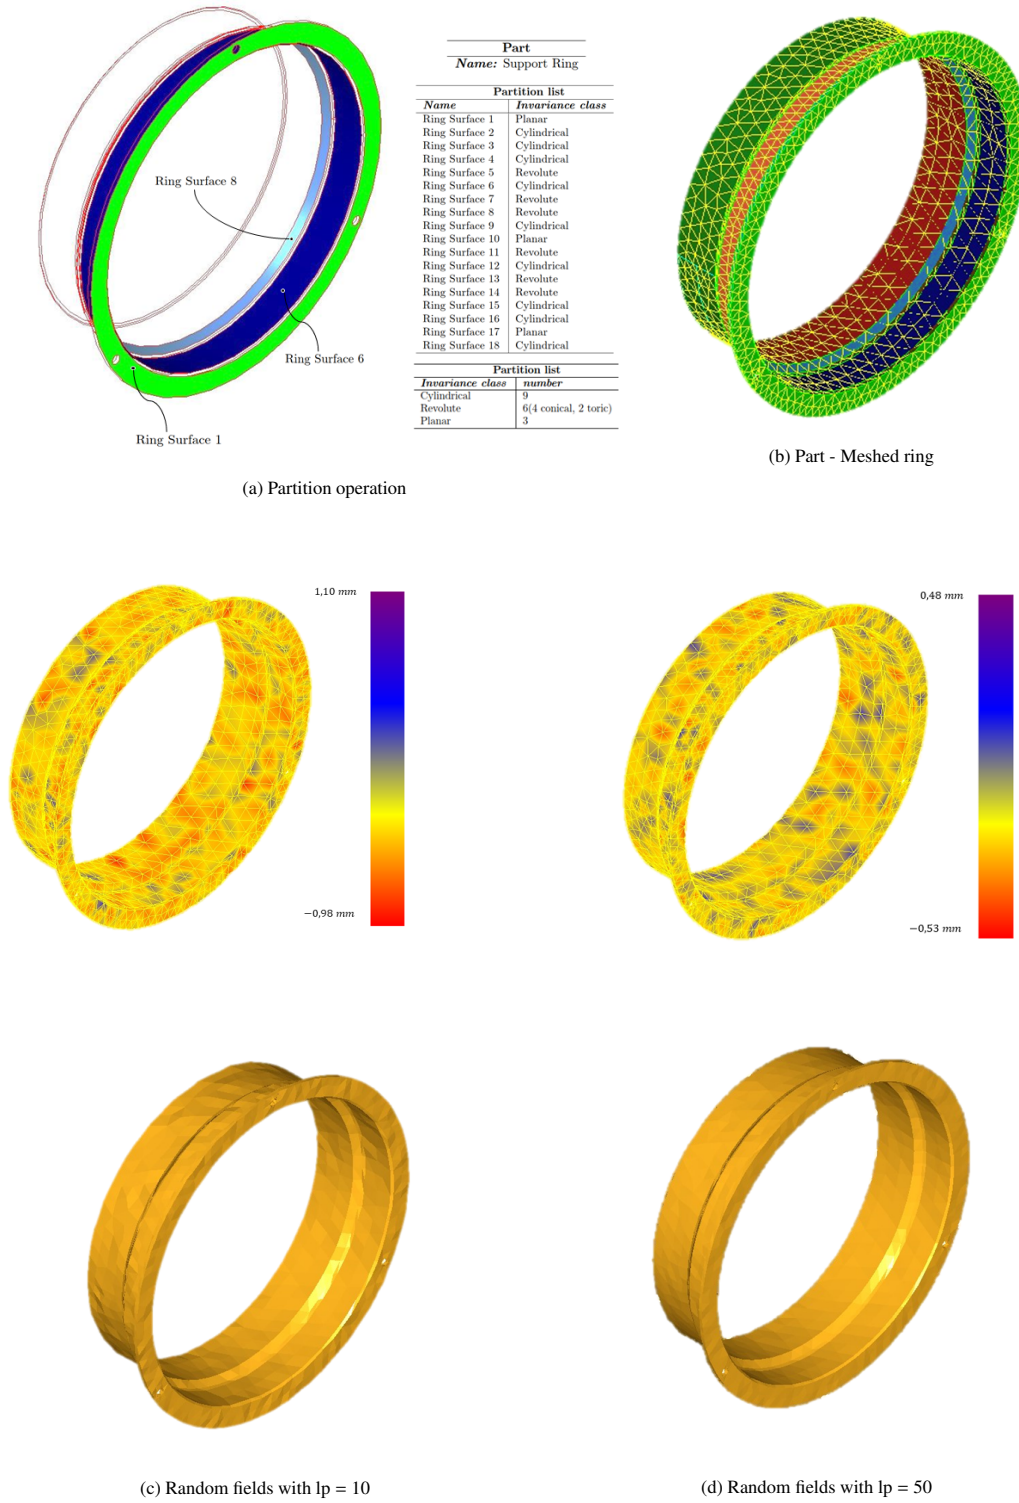 Part
Name: Support Ring
Partition list
Name Invariance class
Ring Surface 1 Planar
Ring Surface 2 Cylindrical
Ring Surface 3 Cylindrical
Ring Surface 4 Cylindrical
Ring Surface 5 Revolute
Ring Surface 6 Cylindrical
Ring Surface 7 Revolute
Ring Surface 8 Revolute
Ring Surface 9 Cylindrical
Ring Surface 10 Planar
Ring Surface 11 Revolute
Ring Surface 12 Cylindrical
Ring Surface 13 Revolute
Ring Surface 14 Revolute
Ring Surface 15 Cylindrical
Ring Surface 16 Cylindrical
Ring Surface 17 Planar
Ring Surface 18 Cylindrical
Partition list
Invariance class number
Cylindrical 9
Revolute 6(4 conical, 2 toric)
Planar 3
Ring Surface 8
Ring Surface 6
Ring Surface 1
(a) Partition operation
(b) Part - Meshed ring
1,10 mm
−0,98 mm
0,48 mm
−0,53 mm
(c) Random fields with lp = 10
(d) Random fields with lp = 50